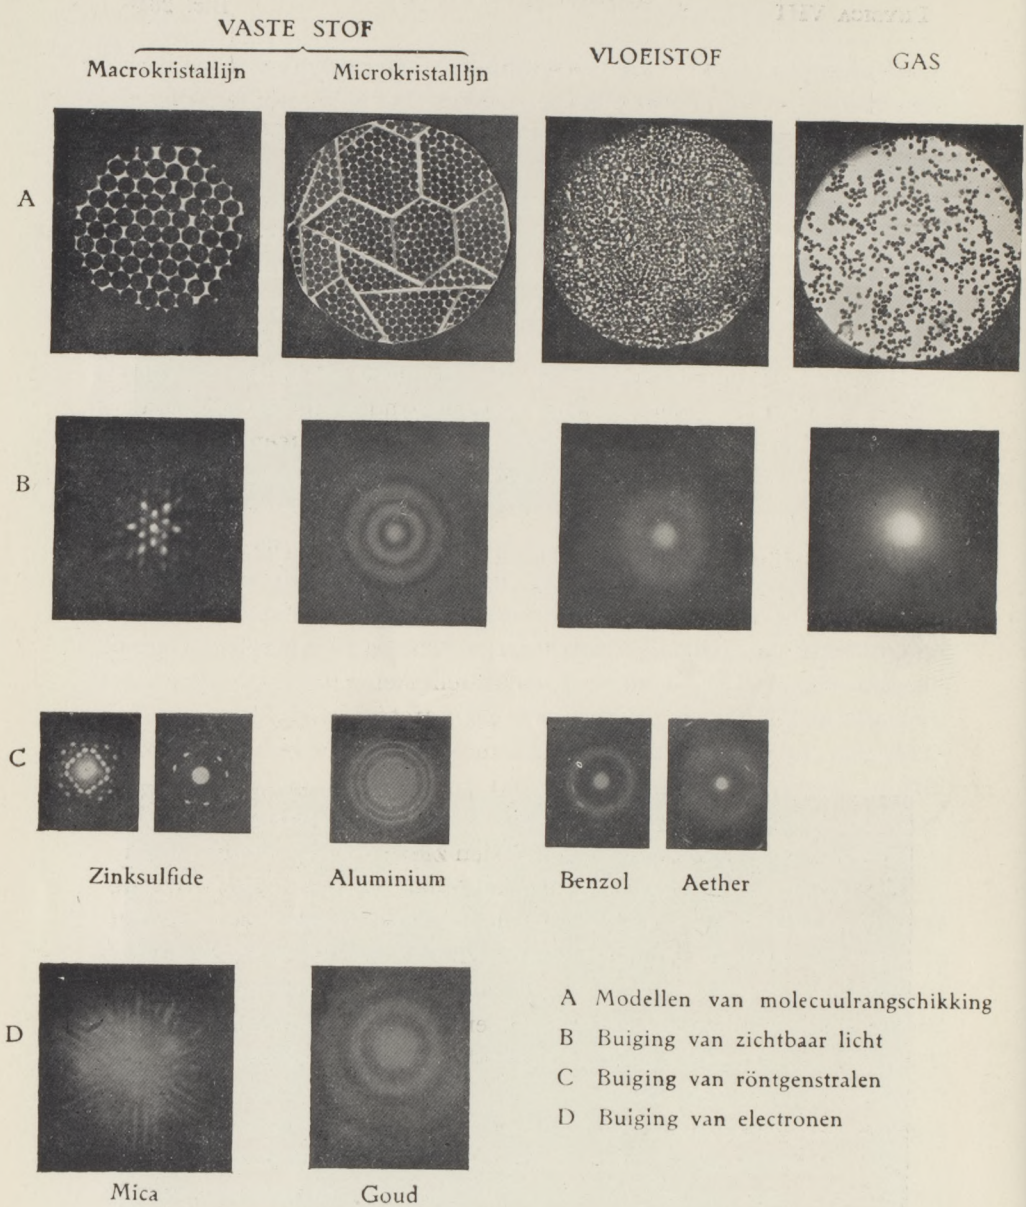 VASTE STOF
Macrokristallijn Microkristallijn VLOEISTOF GAS
A
B
C
Zinksulfide Aluminium Benzol Aether
D
A Modellen van molecuulrangschikking
B Buiging van zichtbaar licht
C Buiging van röntgenstralen
D Buiging van electronen
Mica Goud